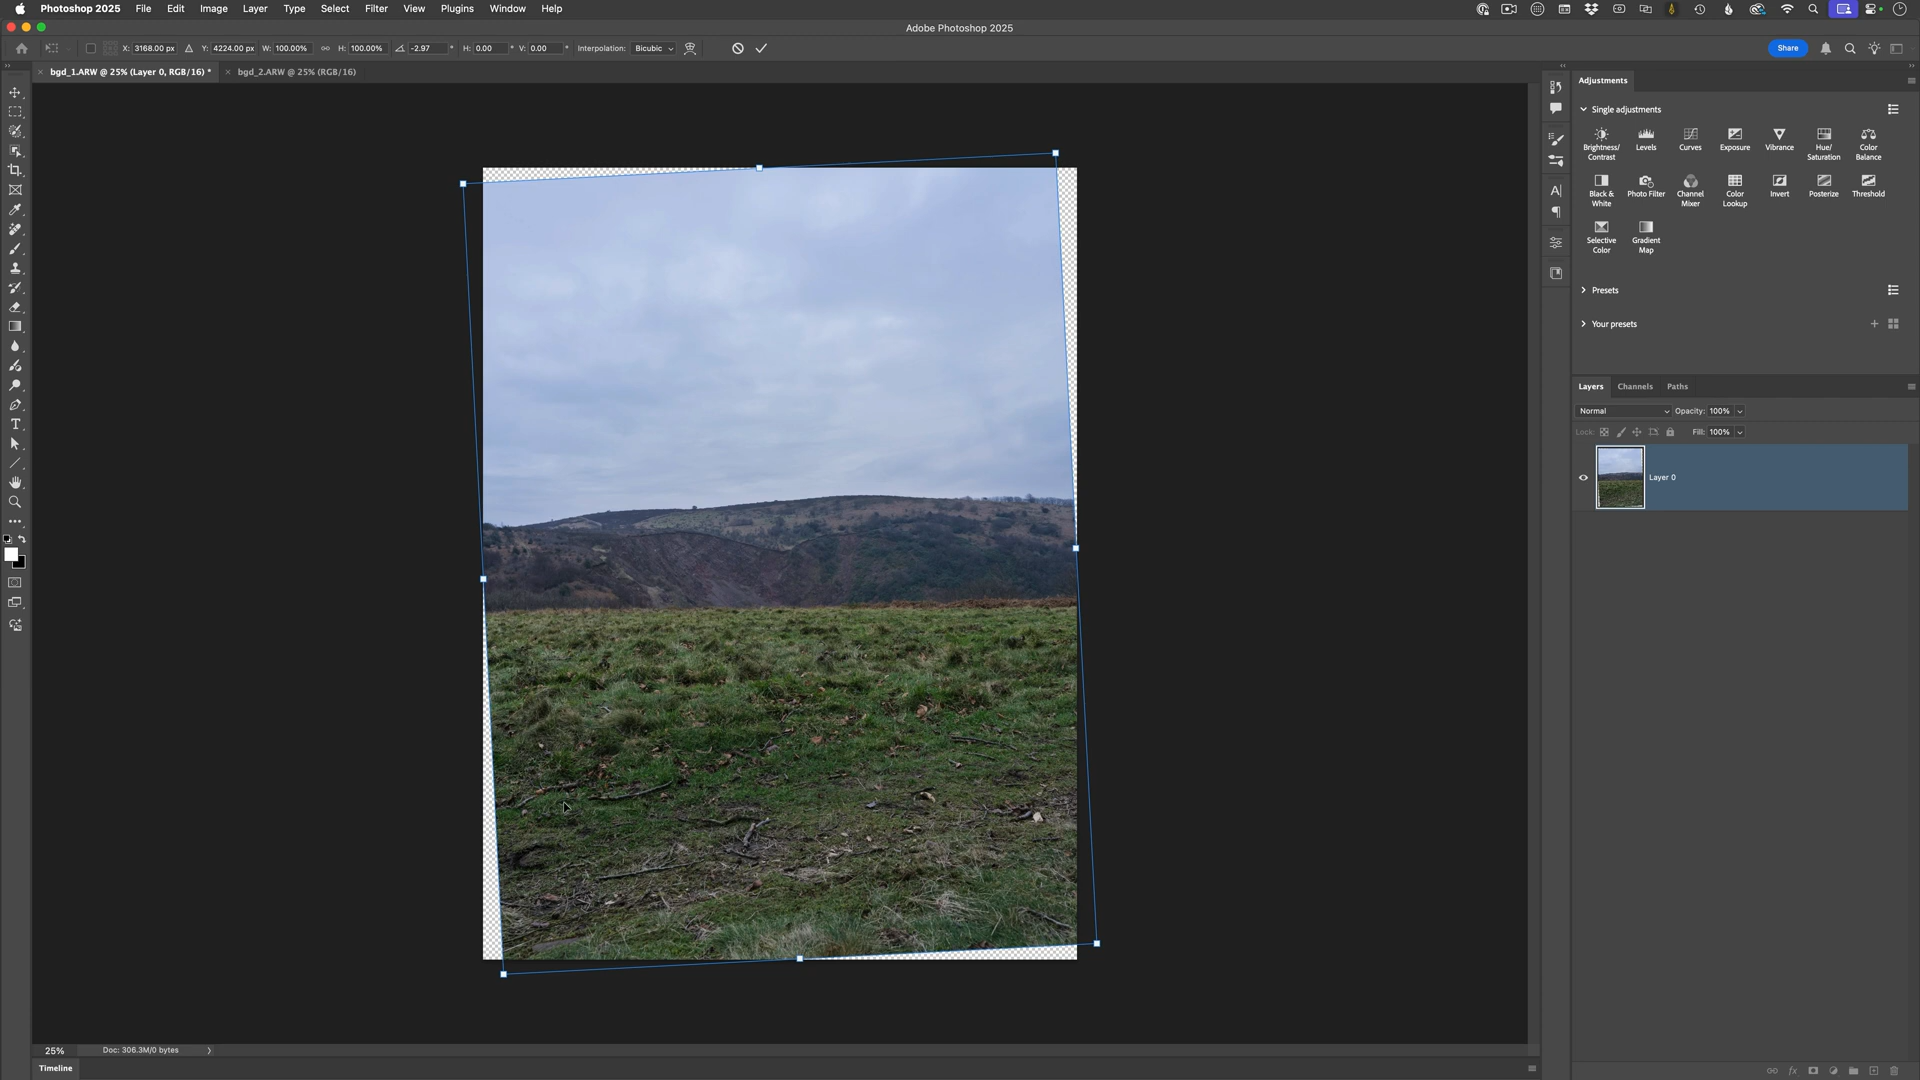 Photoshop 2025 File Edit Image Layer Type Select Filter View Plugins Window Help
Adobe Photoshop 2025
X: 3168.00 px Y: 4224.00 px W: 100.00% H: 100.00% -2.97 ° H: 0.00 ° V: 0.00 ° Interpolation: Bicubic Share
× bgd_1.ARW @ 25% (Layer 0, RGB/16) * × bgd_2.ARW @ 25% (RGB/16)
Adjustments
Single adjustments
Brightness/ Contrast Levels Curves Exposure Vibrance Hue/ Saturation Color Balance
Black & White Photo Filter Channel Mixer Color Lookup Invert Posterize Threshold
Selective Color Gradient Map
Presets
Your presets
Layers Channels Paths
Normal Opacity: 100%
Lock: Fill: 100%
Layer 0
25% Doc: 306.3M/0 bytes
Timeline